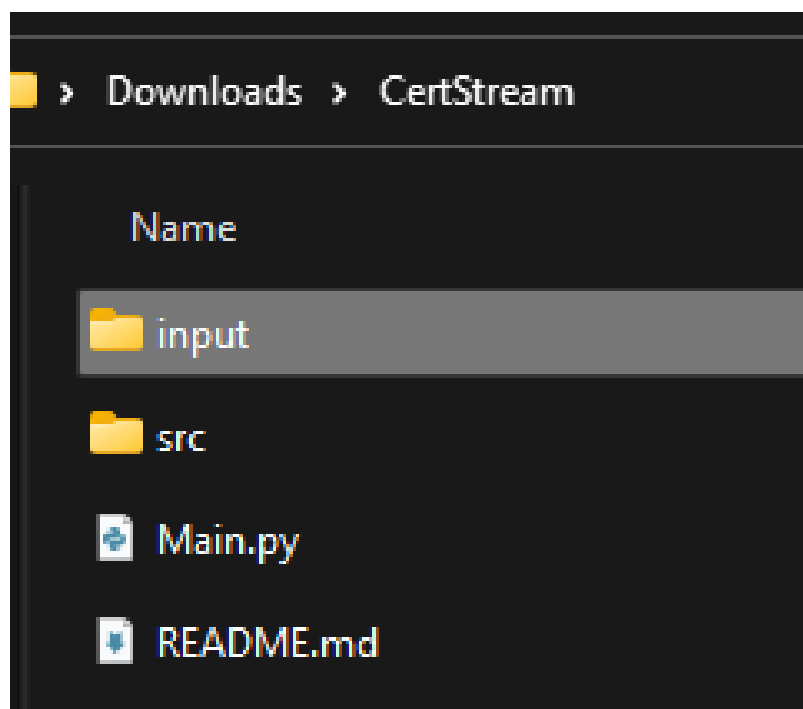 > Downloads > CertStream
Name
input
src
Main.py
README.md